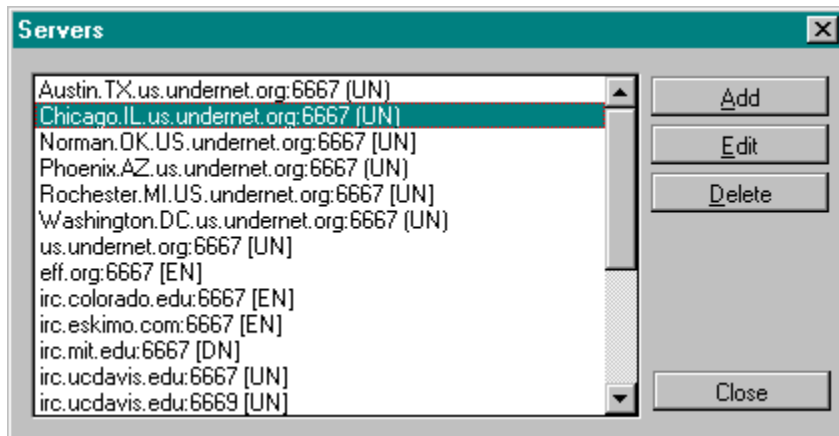 Servers
Austin.TX.us.undernet.org:6667 (UN)
Chicago.IL.us.undernet.org:6667 (UN)
Norman.OK.US.undernet.org:6667 [UN]
Phoenix.AZ.us.undernet.org:6667 (UN)
Rochester.MI.US.undernet.org:6667 [UN]
Washington.DC.us.undernet.org:6667 (UN)
us.undernet.org:6667 [UN]
eff.org:6667 [EN]
irc.colorado.edu:6667 [EN]
irc.eskimo.com:6667 [EN]
irc.mit.edu:6667 [DN]
irc.ucdavis.edu:6667 [UN]
irc.ucdavis.edu:6669 [UN]
Add
Edit
Delete
Close